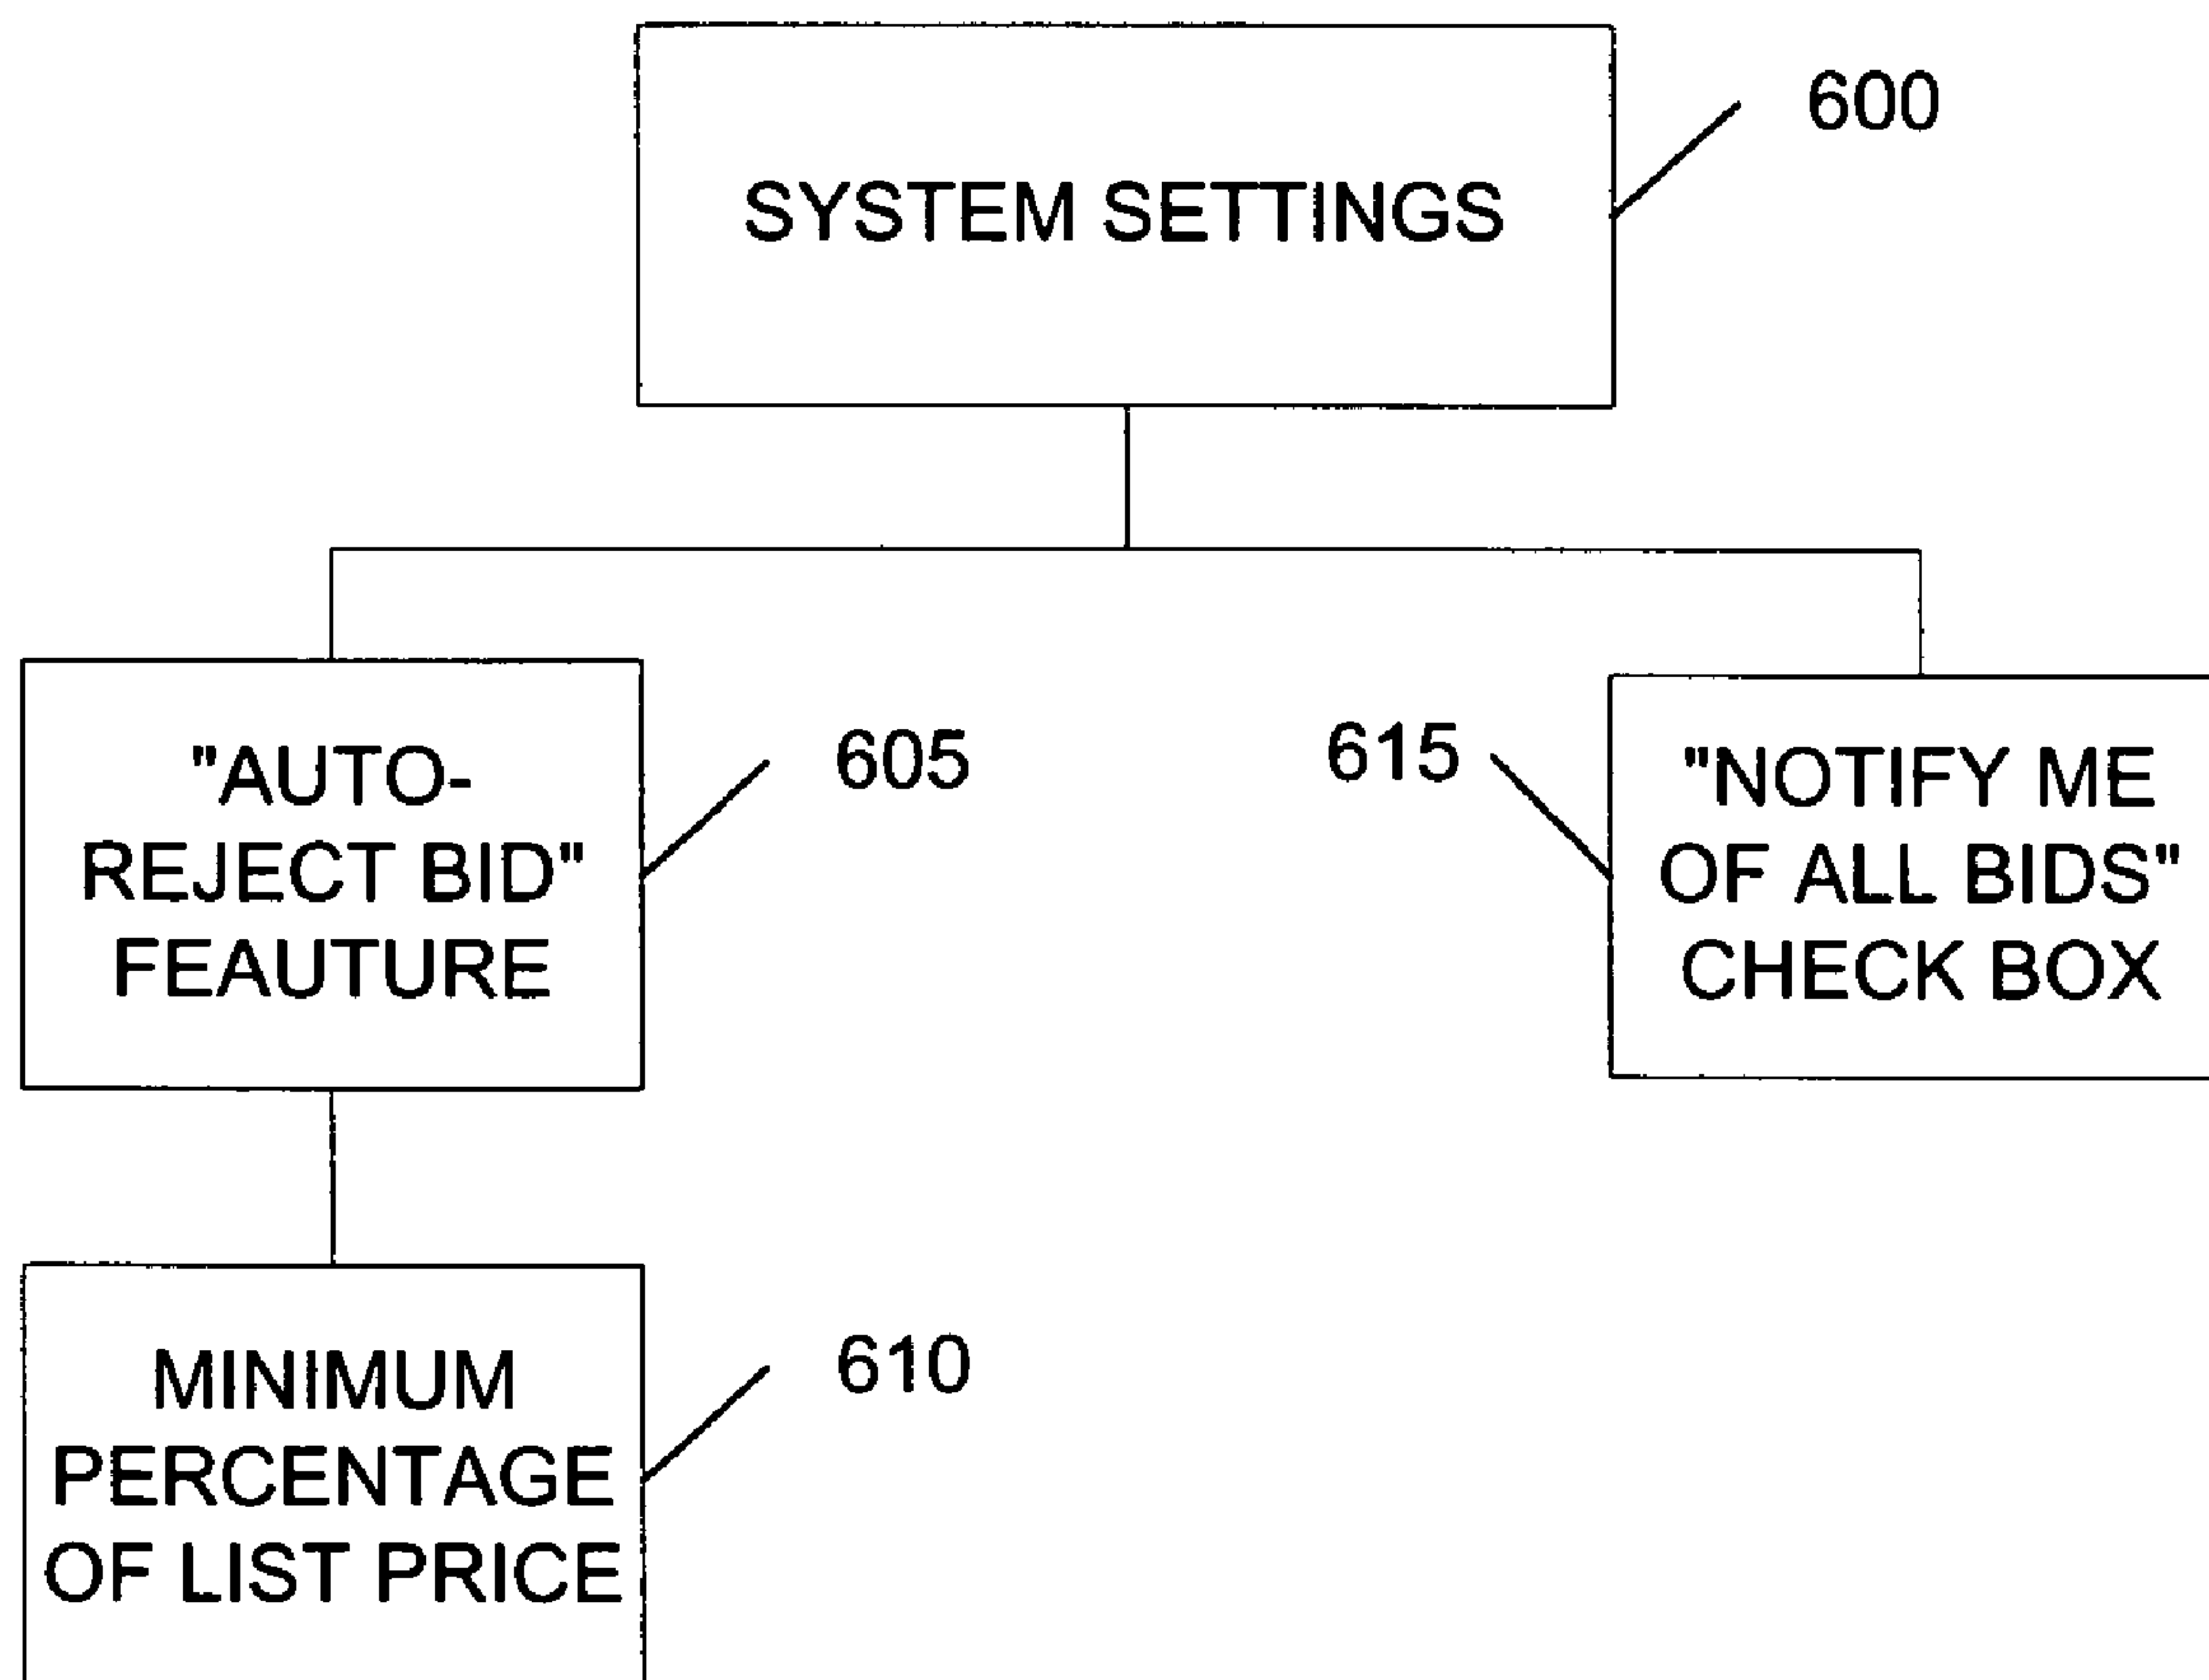 SYSTEM SETTINGS
600
"AUTO-
REJECT BID"
FEAUTURE
605
615
"NOTIFY ME
OF ALL BIDS"
CHECK BOX
MINIMUM
PERCENTAGE
OF LIST PRICE
610